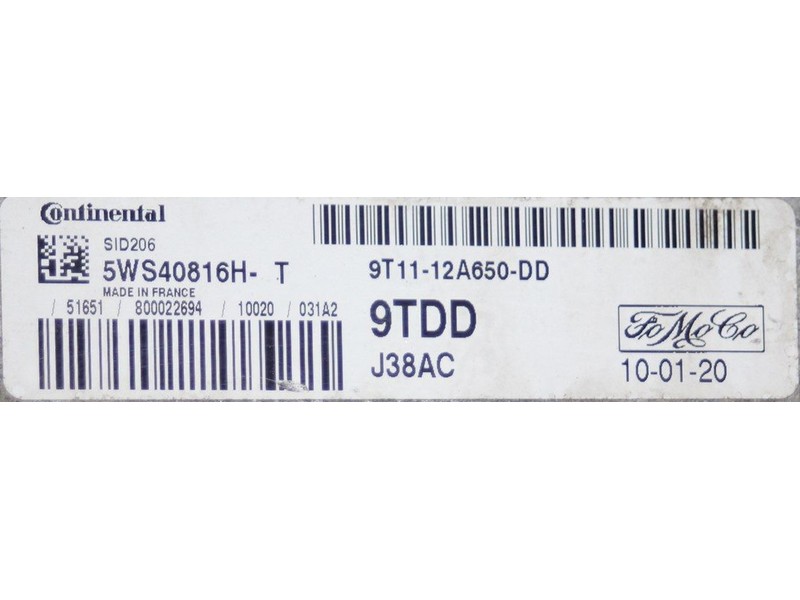 Continental
SID206
5WS40816H- T
MADE IN FRANCE
/ 51651 / 800022694 / 10020 / 031A2
9T11-12A650-DD
9TDD
J38AC
FoMoCo
10-01-20